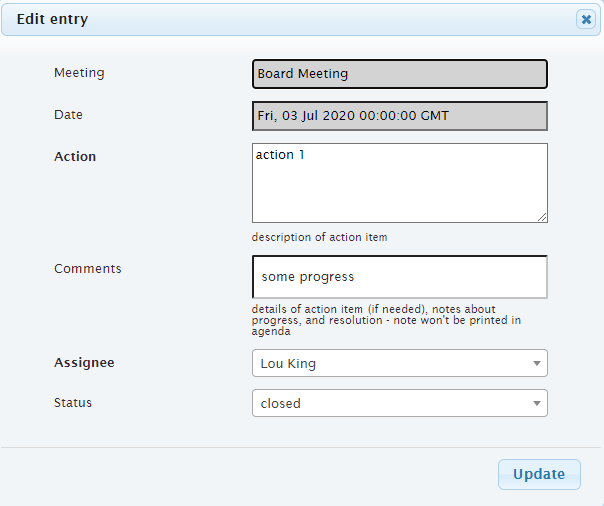 Edit entry
Meeting
Board Meeting
Date
Fri, 03 Jul 2020 00:00:00 GMT
Action
action 1
description of action item
Comments
some progress
details of action item (if needed), notes about
progress, and resolution - note won't be printed in
agenda
Assignee
Lou King
Status
closed
Update